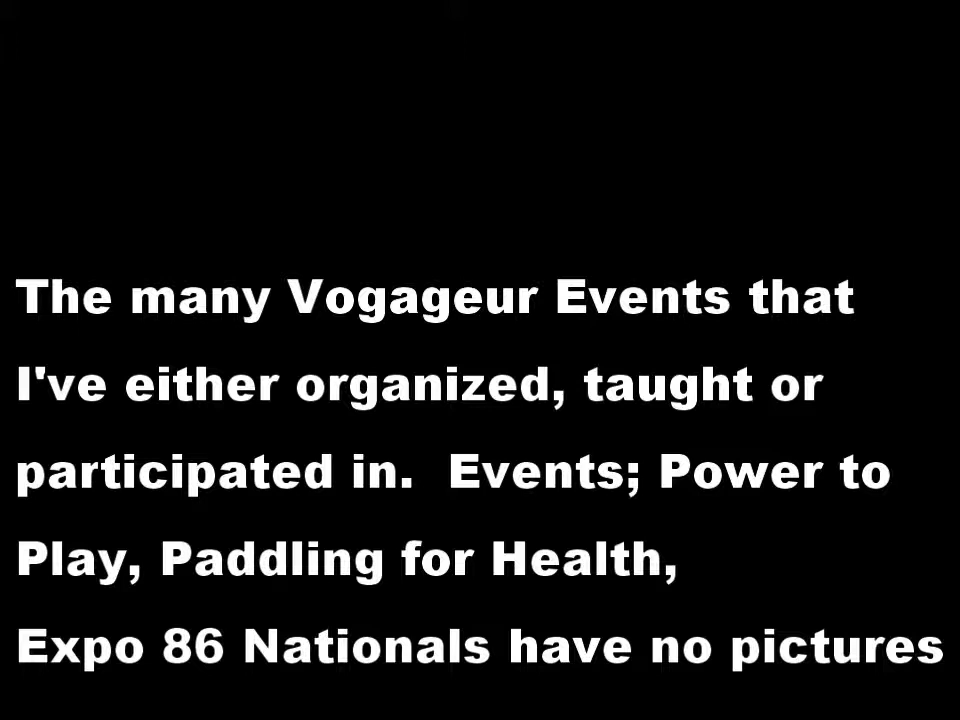 The many Vogageur Events that
I've either organized, taught or
participated in.  Events; Power to
Play, Paddling for Health,
Expo 86 Nationals have no pictures